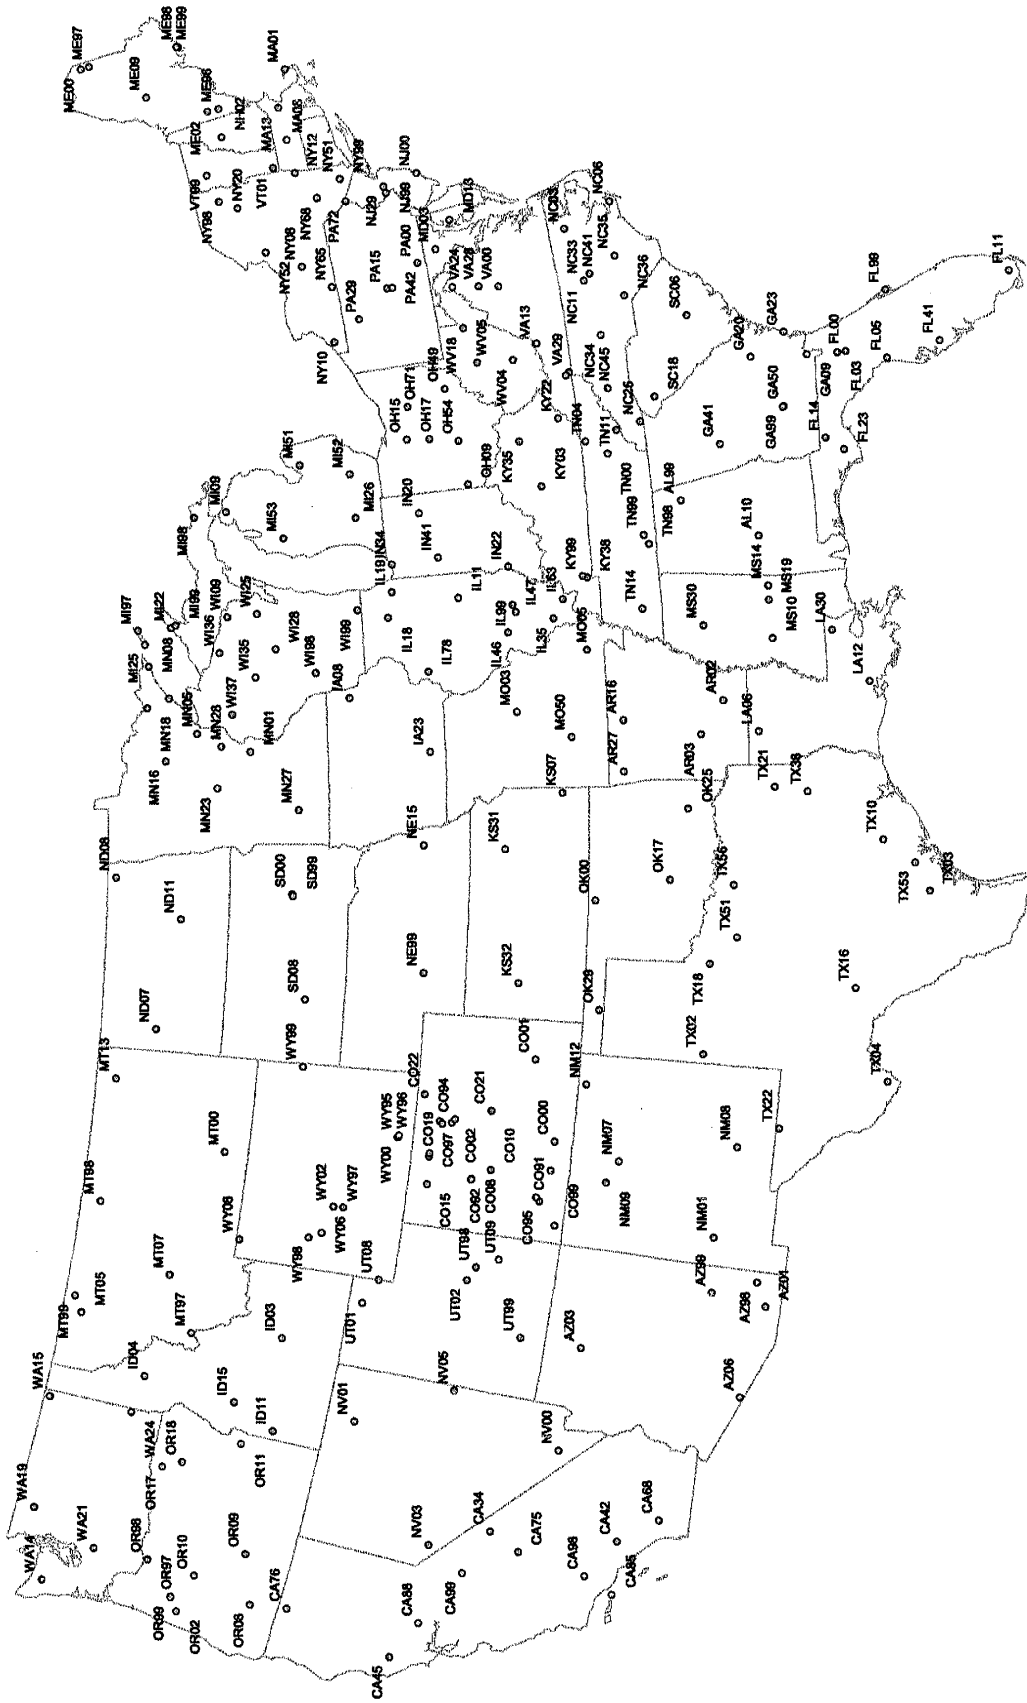 WA14
WA19
WA15
WA21
WA24
OR18
OR17
OR98
OR97
OR99
OR02
OR10
OR09
OR08
OR11
CA76
CA45
CA88
CA99
CA34
CA75
CA98
CA42
CA95
CA68
NV01
NV03
NV05
NV00
ID04
ID15
ID11
ID03
MT99
MT05
MT07
MT97
MT98
MT00
MT13
WY08
WY98
WY06
WY02
WY97
WY99
WY00
WY95
WY96
UT01
UT08
UT98
UT09
UT02
UT99
AZ03
AZ99
AZ98
AZ01
AZ06
CO22
CO19
CO94
CO97
CO02
CO15
CO92
CO08
CO10
CO21
CO01
CO00
CO91
CO95
CO99
NM12
NM07
NM09
NM01
NM08
ND08
ND11
ND07
SD00
SD99
SD08
NE15
NE99
KS31
KS32
KS07
OK00
OK29
OK17
OK25
TX22
TX04
TX02
TX18
TX51
TX56
TX16
TX53
TX03
TX10
TX21
TX38
MN16
MN18
MN05
MN08
MN28
MN23
MN01
MN27
WI37
WI35
WI36
WI09
WI25
WI28
WI98
WI99
MI97
MI25
MI22
MI99
MI98
MI09
MI53
MI51
MI52
MI26
IA08
IA23
IL19
IL18
IL78
IL11
IL99
IL47
IL46
IL63
IL35
IN34
IN20
IN41
IN22
MO03
MO50
MO65
AR16
AR27
AR02
AR03
LA06
LA30
LA12
MS30
MS14
MS19
MS10
AL99
AL10
TN14
TN98
TN99
TN00
TN11
TN04
KY99
KY38
KY03
KY35
KY22
OH15
OH71
OH17
OH54
OH49
OH09
WV18
WV05
WV04
VA24
VA28
VA00
VA13
VA29
NC03
NC06
NC33
NC41
NC35
NC11
NC36
NC34
NC45
NC25
SC06
SC18
GA20
GA23
GA41
GA50
GA99
GA09
FL14
FL00
FL03
FL23
FL05
FL99
FL41
FL11
MD03
MD13
PA00
PA15
PA42
PA29
PA72
NJ29
NJ99
NJ00
NY10
NY65
NY52
NY08
NY68
NY98
NY20
NY12
NY51
NY99
VT99
VT01
NH02
MA13
MA08
MA01
ME00
ME97
ME09
ME98
ME99
ME96
ME02